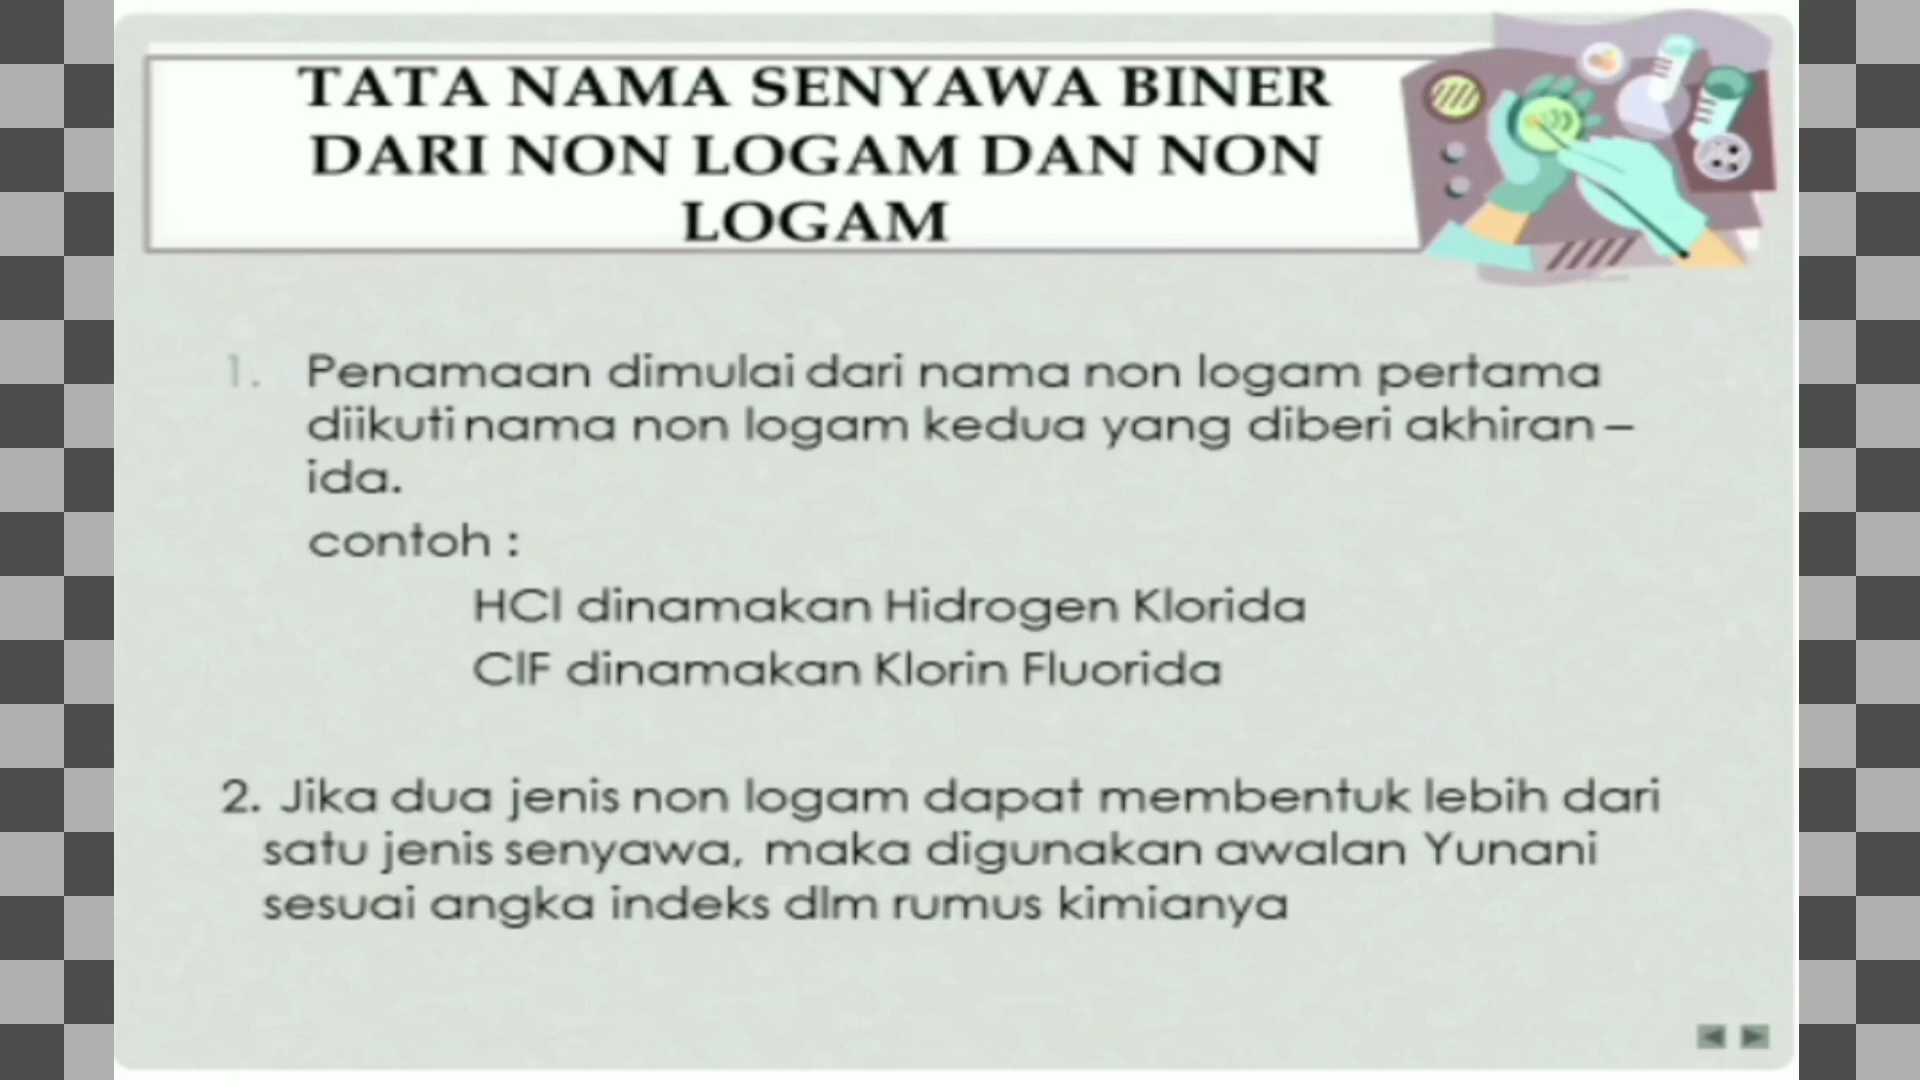 TATA NAMA SENYAWA BINER
DARI NON LOGAM DAN NON
LOGAM
1. Penamaan dimulai dari nama non logam pertama
diikuti nama non logam kedua yang diberi akhiran –
ida.
contoh :
HCl dinamakan Hidrogen Klorida
ClF dinamakan Klorin Fluorida
2. Jika dua jenis non logam dapat membentuk lebih dari
satu jenis senyawa, maka digunakan awalan Yunani
sesuai angka indeks dlm rumus kimianya